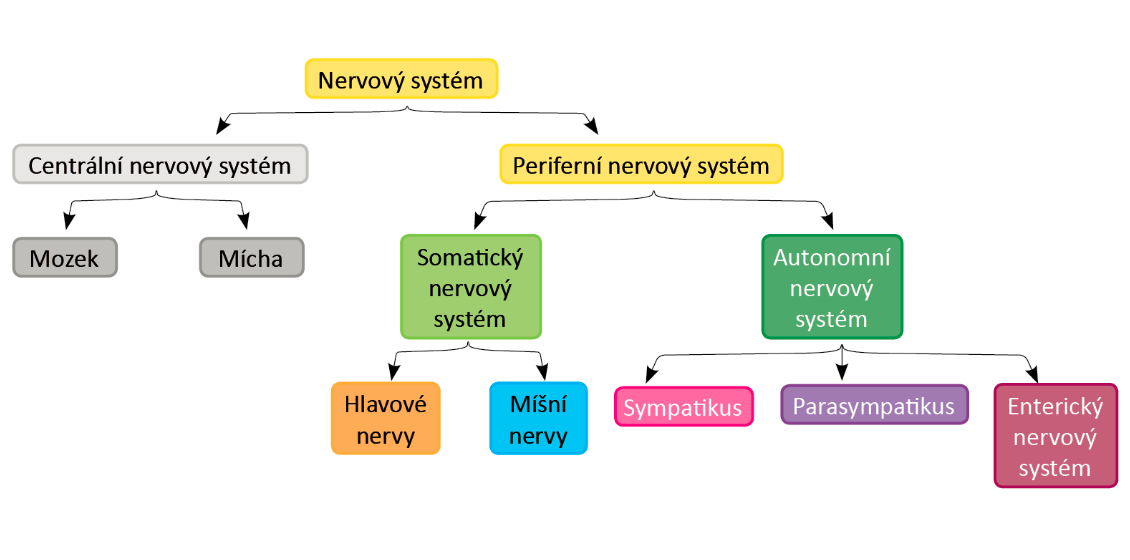 Nervový systém
Centrální nervový systém
Periferní nervový systém
Mozek
Mícha
Somatický
nervový
systém
Autonomní
nervový
systém
Hlavové
nervy
Míšní
nervy
Sympatikus
Parasympatikus
Enterický
nervový
systém